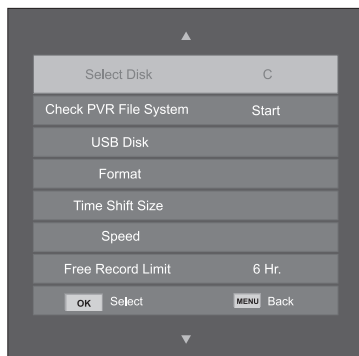 Select Disk C
Check PVR File System Start
USB Disk
Format
Time Shift Size
Speed
Free Record Limit 6 Hr.
OK Select MENU Back